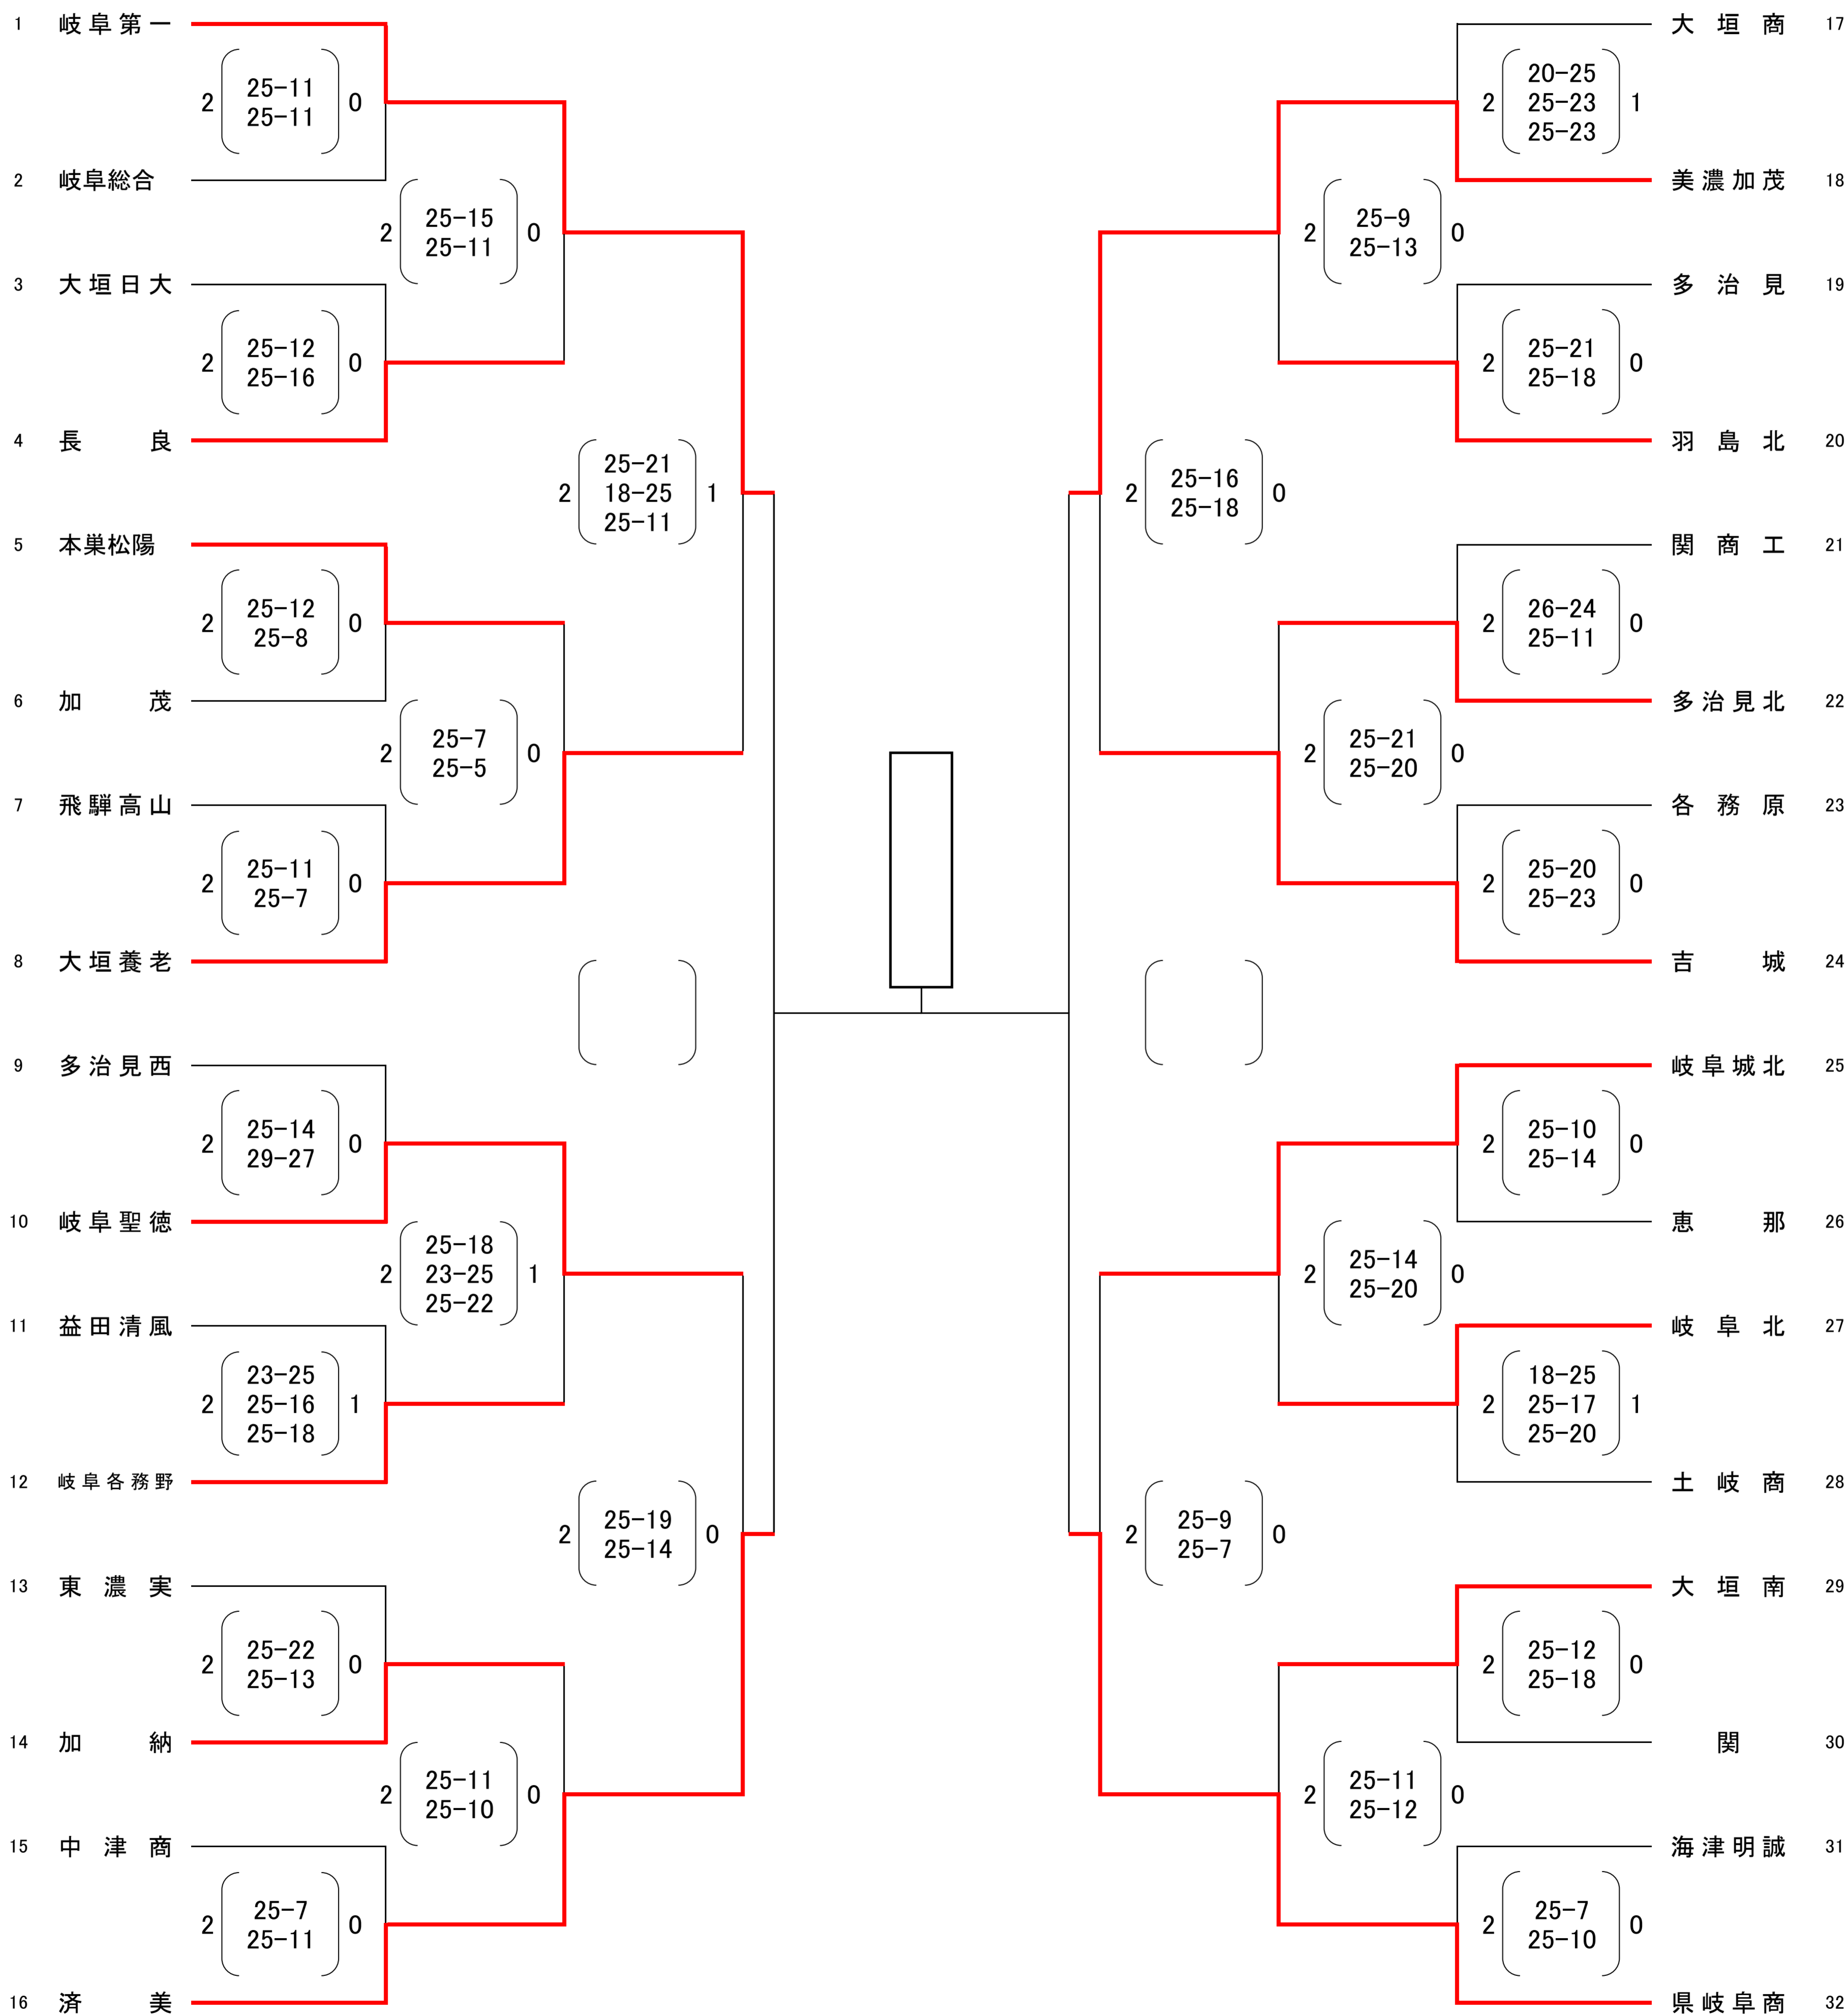 1 岐阜第一
2 ( 25-11 25-11 ) 0
2 岐阜総合
2 ( 25-15 25-11 ) 0
3 大垣日大
2 ( 25-12 25-16 ) 0
4 長良
2 ( 25-21 18-25 25-11 ) 1
5 本巣松陽
2 ( 25-12 25-8 ) 0
6 加茂
2 ( 25-7 25-5 ) 0
7 飛騨高山
2 ( 25-11 25-7 ) 0
8 大垣養老
9 多治見西
2 ( 25-14 29-27 ) 0
10 岐阜聖徳
2 ( 25-18 23-25 25-22 ) 1
11 益田清風
2 ( 23-25 25-16 25-18 ) 1
12 岐阜各務野
2 ( 25-19 25-14 ) 0
13 東濃実
2 ( 25-22 25-13 ) 0
14 加納
2 ( 25-11 25-10 ) 0
15 中津商
2 ( 25-7 25-11 ) 0
16 済美
大垣商 17
2 ( 20-25 25-23 25-23 ) 1
美濃加茂 18
2 ( 25-9 25-13 ) 0
多治見 19
2 ( 25-21 25-18 ) 0
羽島北 20
2 ( 25-16 25-18 ) 0
関商工 21
2 ( 26-24 25-11 ) 0
多治見北 22
2 ( 25-21 25-20 ) 0
各務原 23
2 ( 25-20 25-23 ) 0
吉城 24
岐阜城北 25
2 ( 25-10 25-14 ) 0
恵那 26
2 ( 25-14 25-20 ) 0
岐阜北 27
2 ( 18-25 25-17 25-20 ) 1
土岐商 28
2 ( 25-9 25-7 ) 0
大垣南 29
2 ( 25-12 25-18 ) 0
関 30
2 ( 25-11 25-12 ) 0
海津明誠 31
2 ( 25-7 25-10 ) 0
県岐阜商 32